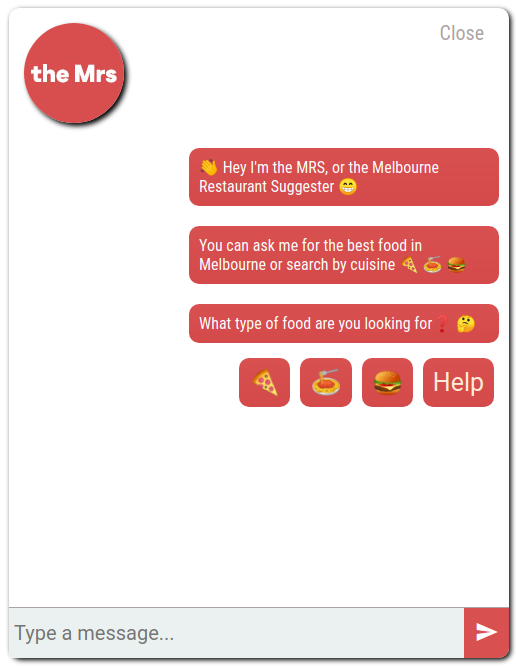 Close
the Mrs
👋 Hey I'm the MRS, or the Melbourne
Restaurant Suggester 😁
You can ask me for the best food in
Melbourne or search by cuisine 🍕 🍝 🍔
What type of food are you looking for❓ 🤔
🍕 🍝 🍔 Help
Type a message...